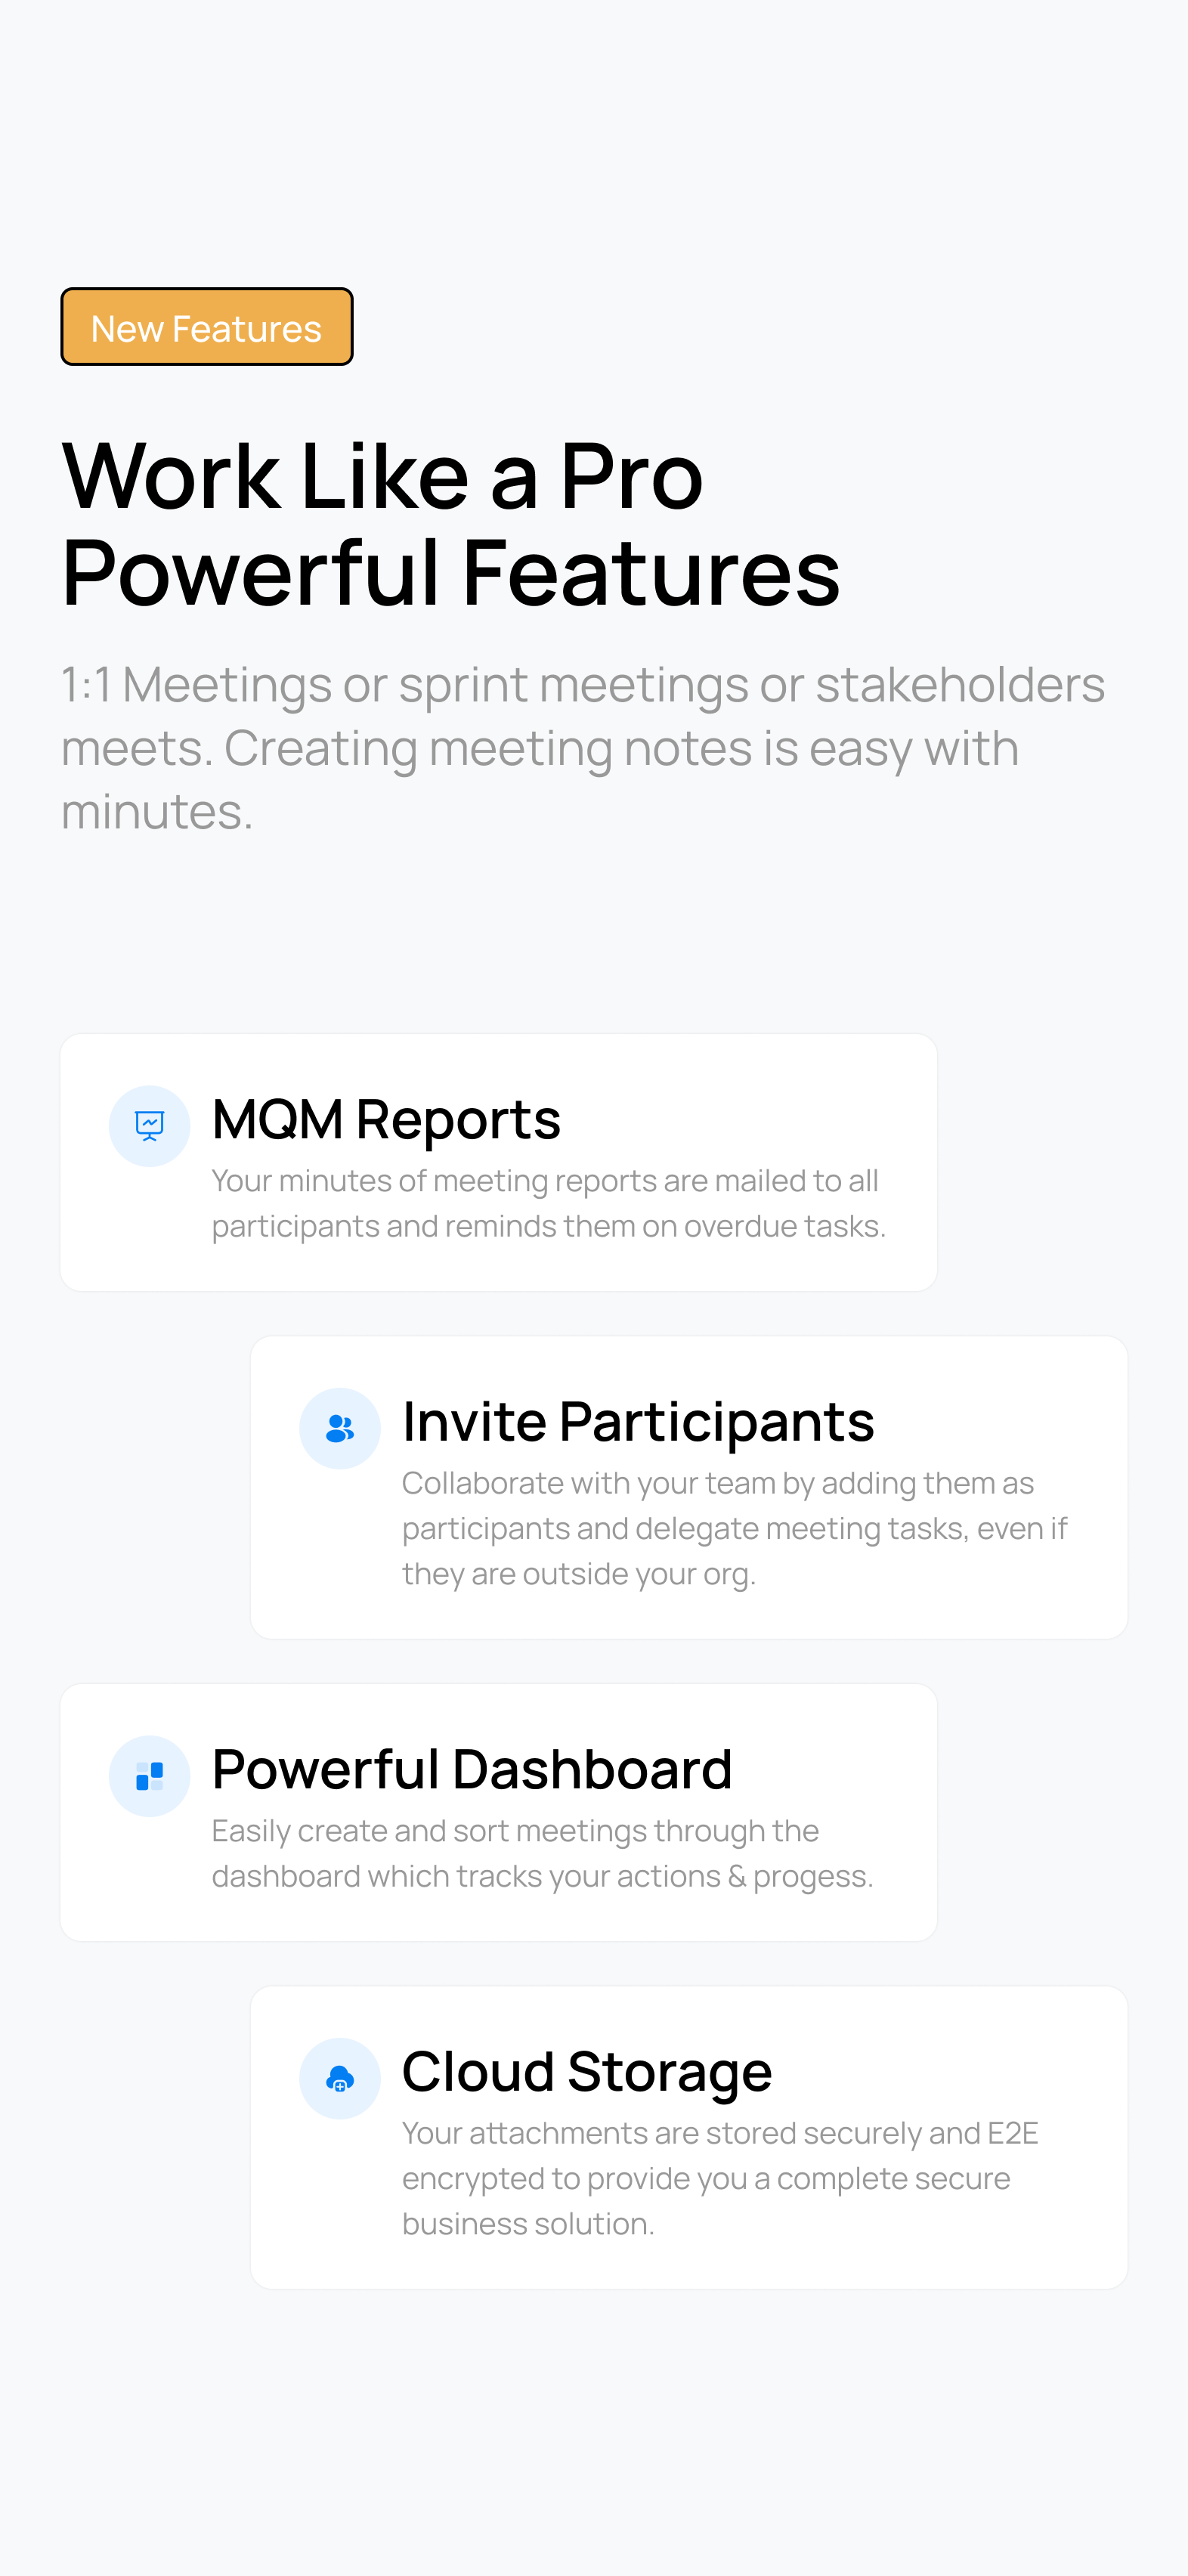 New Features
Work Like a Pro
Powerful Features
1:1 Meetings or sprint meetings or stakeholders
meets. Creating meeting notes is easy with
minutes.
MQM Reports
Your minutes of meeting reports are mailed to all
participants and reminds them on overdue tasks.
Invite Participants
Collaborate with your team by adding them as
participants and delegate meeting tasks, even if
they are outside your org.
Powerful Dashboard
Easily create and sort meetings through the
dashboard which tracks your actions & progess.
Cloud Storage
Your attachments are stored securely and E2E
encrypted to provide you a complete secure
business solution.